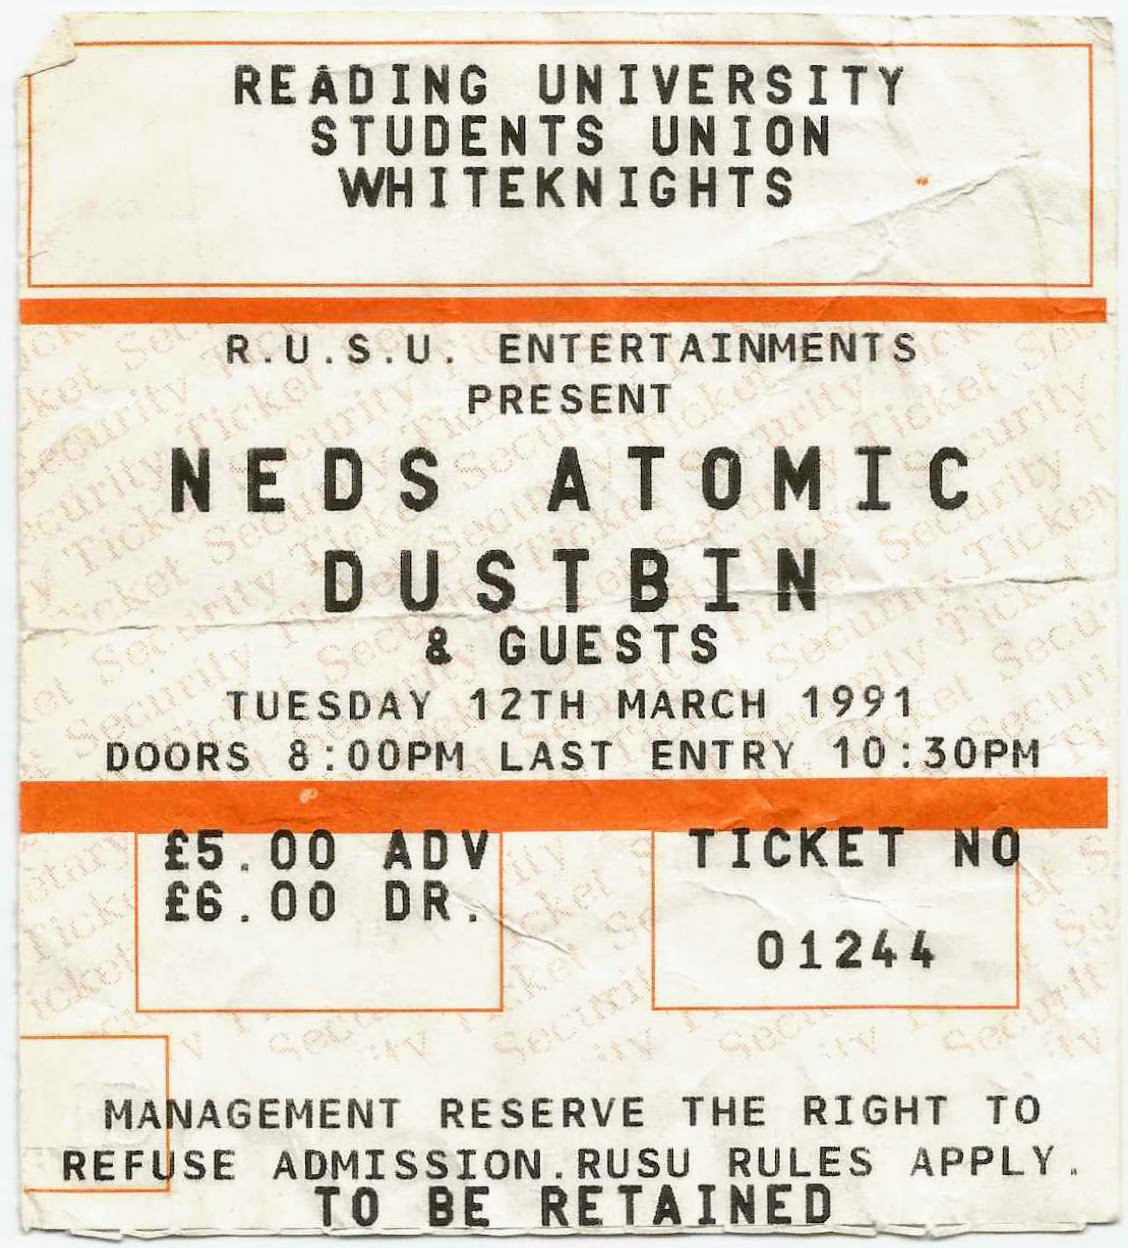 READING UNIVERSITY
STUDENTS UNION
WHITEKNIGHTS
R.U.S.U. ENTERTAINMENTS
PRESENT
NEDS ATOMIC
DUSTBIN
& GUESTS
TUESDAY 12TH MARCH 1991
DOORS 8:00PM LAST ENTRY 10:30PM
£5.00 ADV
£6.00 DR.
TICKET NO
01244
MANAGEMENT RESERVE THE RIGHT TO
REFUSE ADMISSION.RUSU RULES APPLY.
TO BE RETAINED